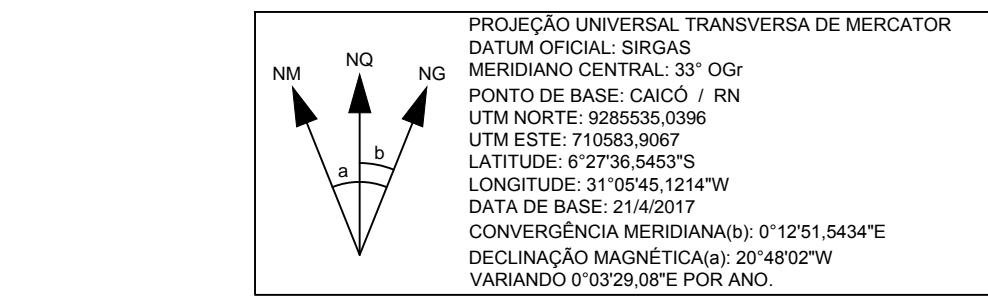 NM
NQ
NG
a
b
PROJEÇÃO UNIVERSAL TRANSVERSA DE MERCATOR
DATUM OFICIAL: SIRGAS
MERIDIANO CENTRAL: 33° OGr
PONTO DE BASE: CAICÓ / RN
UTM NORTE: 9285535,0396
UTM ESTE: 710583,9067
LATITUDE: 6°27'36,5453"S
LONGITUDE: 31°05'45,1214"W
DATA DE BASE: 21/4/2017
CONVERGÊNCIA MERIDIANA(b): 0°12'51,5434"E
DECLINAÇÃO MAGNÉTICA(a): 20°48'02"W
VARIANDO 0°03'29,08"E POR ANO.